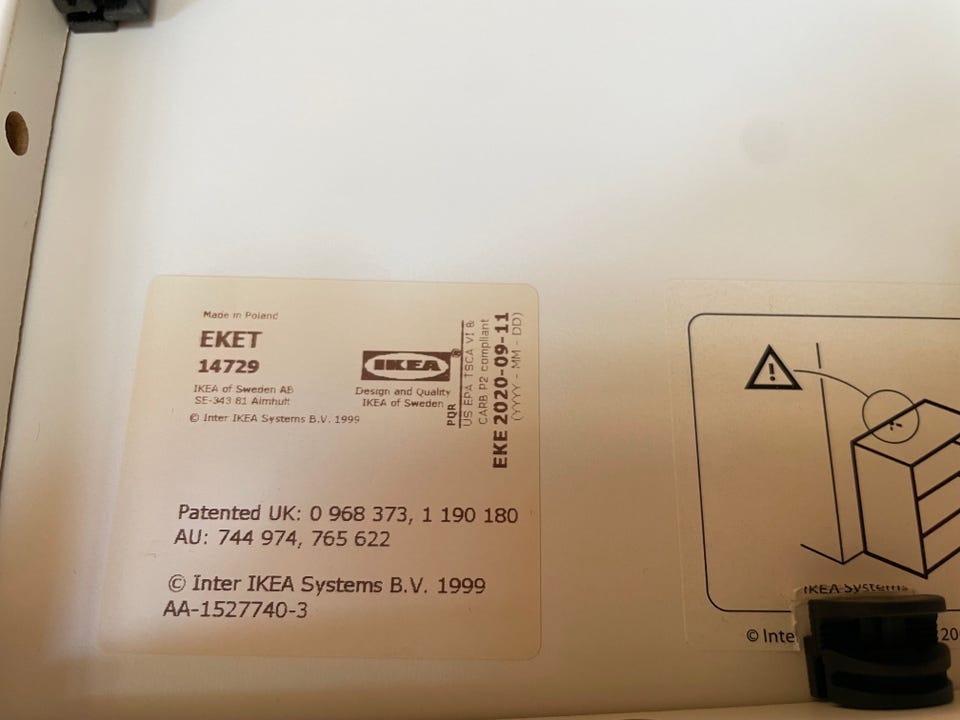 Made in Poland
EKET
14729
IKEA of Sweden AB
SE-343 81 Älmhult
© Inter IKEA Systems B.V. 1999
IKEA®
Design and Quality
IKEA of Sweden
PQR
US EPA TSCA VI &
CARB P2 compliant
EKE 2020-09-11
(YYYY - MM - DD)
Patented UK: 0 968 373, 1 190 180
AU: 744 974, 765 622
© Inter IKEA Systems B.V. 1999
AA-1527740-3
IKEA Systems
© Inte
20